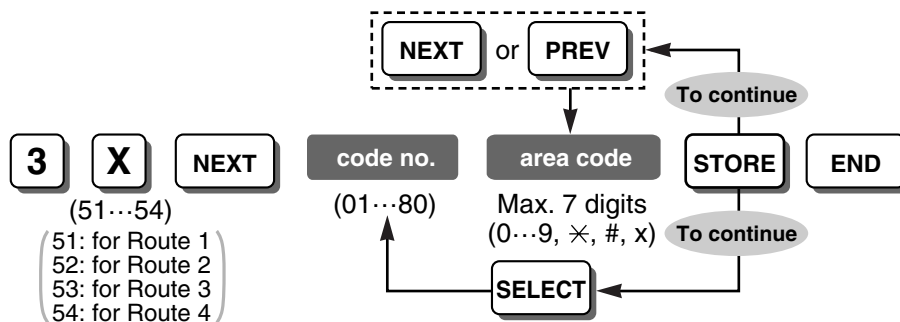 NEXT or PREV
To continue
3 X NEXT code no. area code STORE END
(51···54) (01···80) Max. 7 digits
(0···9, ✕, #, x) To continue
51: for Route 1
52: for Route 2
53: for Route 3
54: for Route 4
SELECT